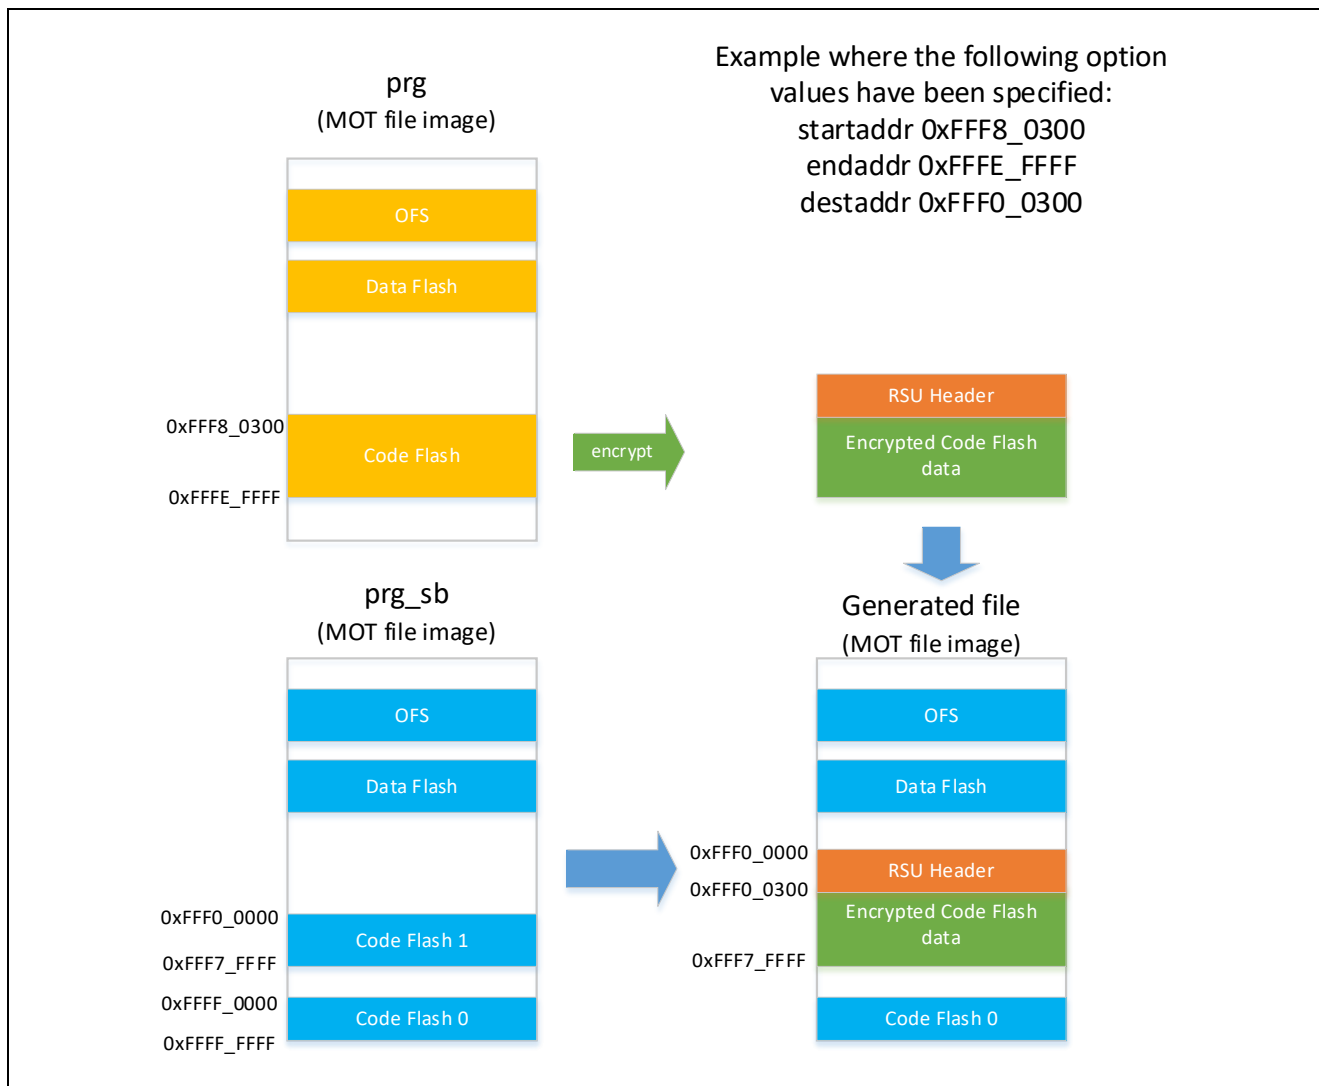 prg
(MOT file image)
Example where the following option
values have been specified:
startaddr 0xFFF8_0300
endaddr 0xFFFE_FFFF
destaddr 0xFFF0_0300
OFS
Data Flash
0xFFF8_0300
Code Flash
0xFFFE_FFFF
encrypt
RSU Header
Encrypted Code Flash
data
prg_sb
(MOT file image)
OFS
Data Flash
0xFFF0_0000
Code Flash 1
0xFFF7_FFFF
0xFFFF_0000
Code Flash 0
0xFFFF_FFFF
Generated file
(MOT file image)
OFS
Data Flash
0xFFF0_0000
RSU Header
0xFFF0_0300
Encrypted Code Flash
data
0xFFF7_FFFF
Code Flash 0